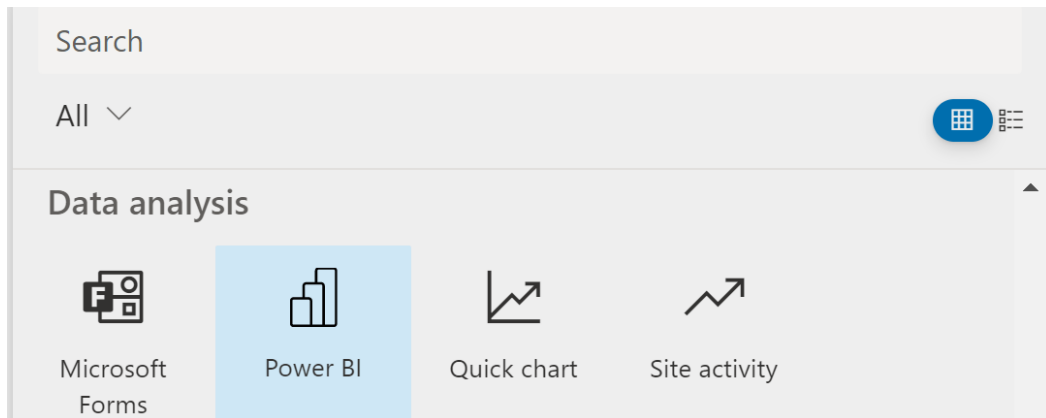 Search
All
Data analysis
Microsoft Forms
Power BI
Quick chart
Site activity